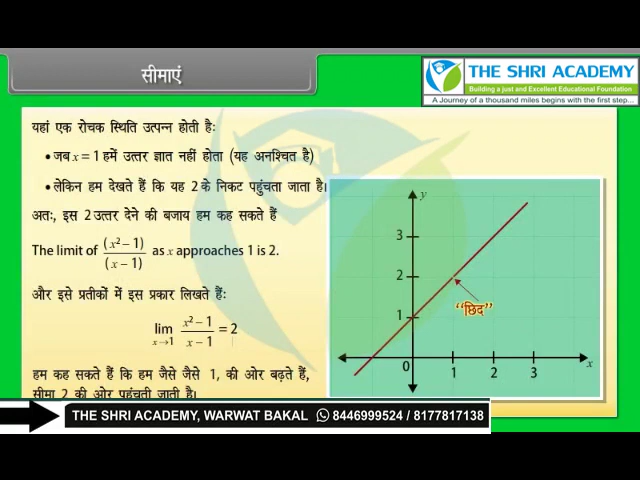 सीमाएं
THE SHRI ACADEMY
Building a just and Excellent Educational Foundation
A Journey of a thousand miles begins with the first step...
यहां एक रोचक स्थिति उत्पन्न होती है:
•जब x = 1 हमें उत्तर ज्ञात नहीं होता (यह अनश्चित है)
•लेकिन हम देखते हैं कि यह 2 के निकट पहुंचता जाता है।
अतः, इस 2 उत्तर देने की बजाय हम कह सकते हैं
The limit of (x² – 1) / (x – 1) as x approaches 1 is 2.
और इसे प्रतीकों में इस प्रकार लिखते हैं:
lim x→1 x² – 1 / x – 1 = 2
हम कह सकते हैं कि हम जैसे जैसे 1, की ओर बढ़ते हैं,
सीमा 2 की ओर पहुंचती जाती है।
y
3
2
1
"छिद"
0 1 2 3 x
THE SHRI ACADEMY, WARWAT BAKAL 8446999524 / 8177817138